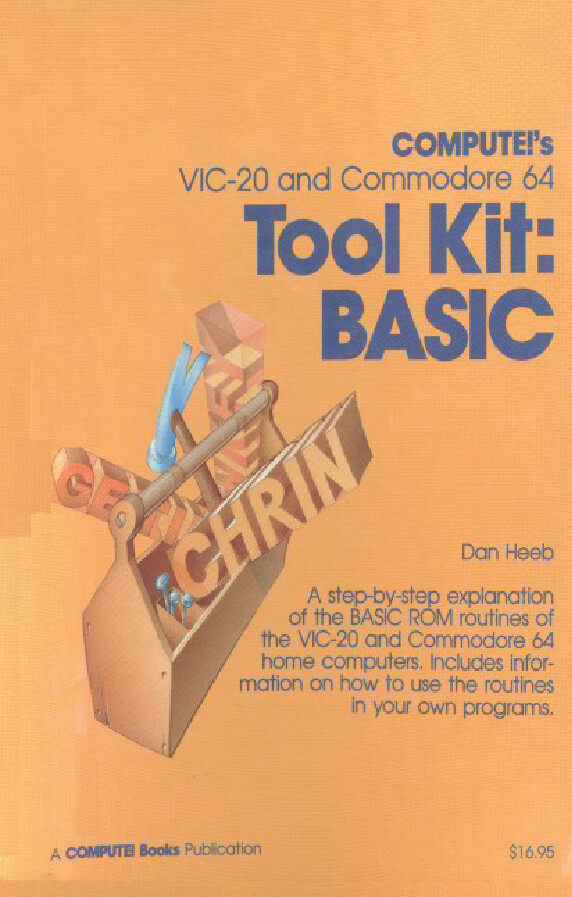 COMPUTE!'s
VIC-20 and Commodore 64
Tool Kit:
BASIC
CHRIN
Dan Heeb
A step-by-step explanation
of the BASIC ROM routines of
the VIC-20 and Commodore 64
home computers. Includes infor-
mation on how to use the routines
in your own programs.
A COMPUTE! Books Publication
$16.95